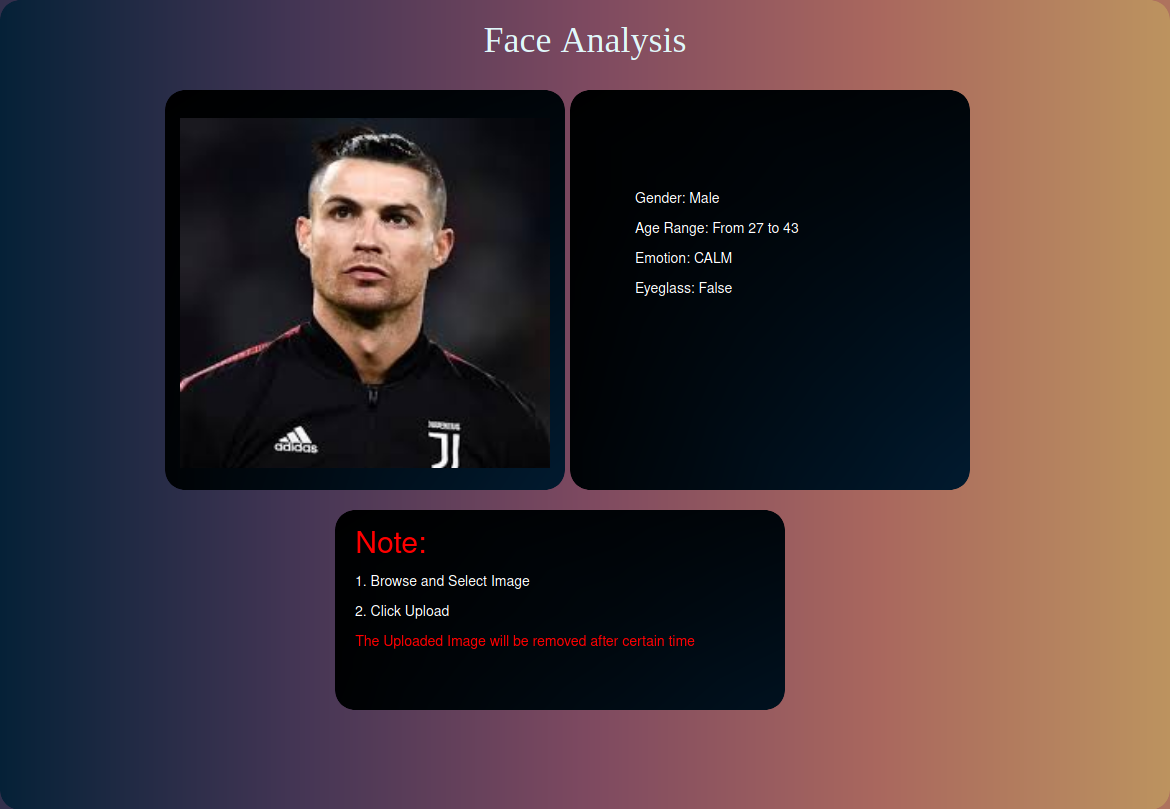 Face Analysis
Gender: Male
Age Range: From 27 to 43
Emotion: CALM
Eyeglass: False
JUVENTUS
adidas
Note:
1. Browse and Select Image
2. Click Upload
The Uploaded Image will be removed after certain time